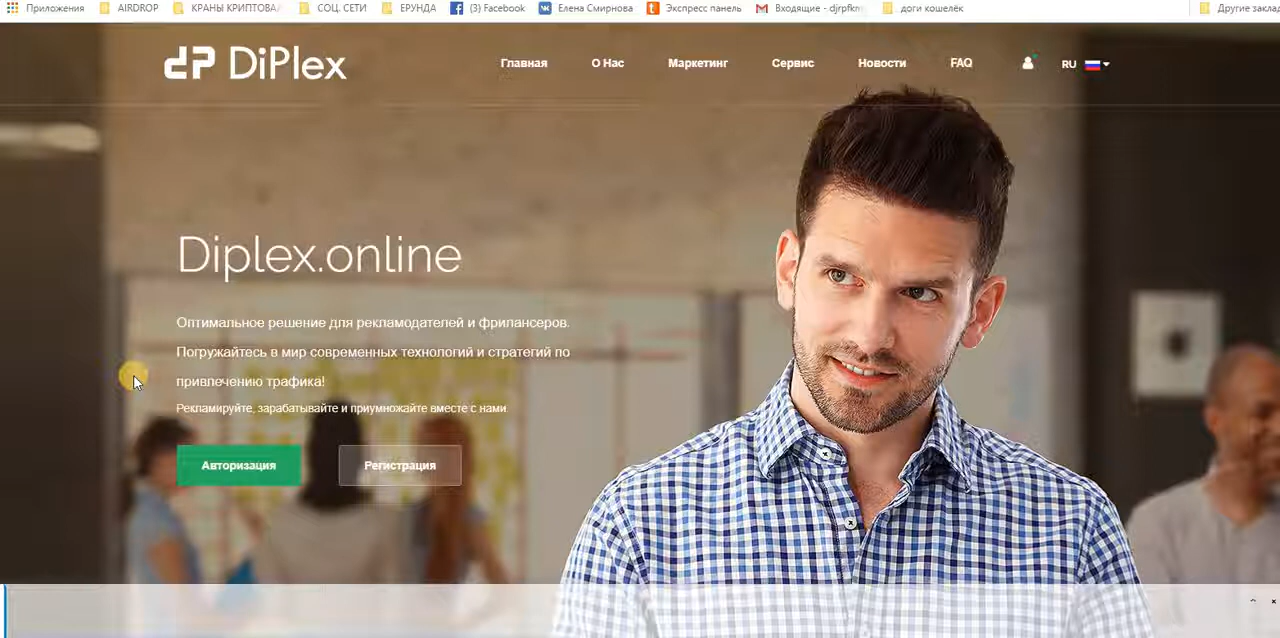 Приложения AIRDROP КРАНЫ КРИПТОВА СОЦ. СЕТИ ЕРУНДА (3) Facebook Елена Смирнова Экспресс панель Входящие - djrpfkm доги кошелёк Другие заклад
dp DiPlex
Главная О Нас Маркетинг Сервис Новости FAQ RU
Diplex.online
Оптимальное решение для рекламодателей и фрилансеров.
Погружайтесь в мир современных технологий и стратегий по
привлечению трафика!
Рекламируйте, зарабатывайте и приумножайте вместе с нами
Авторизация Регистрация